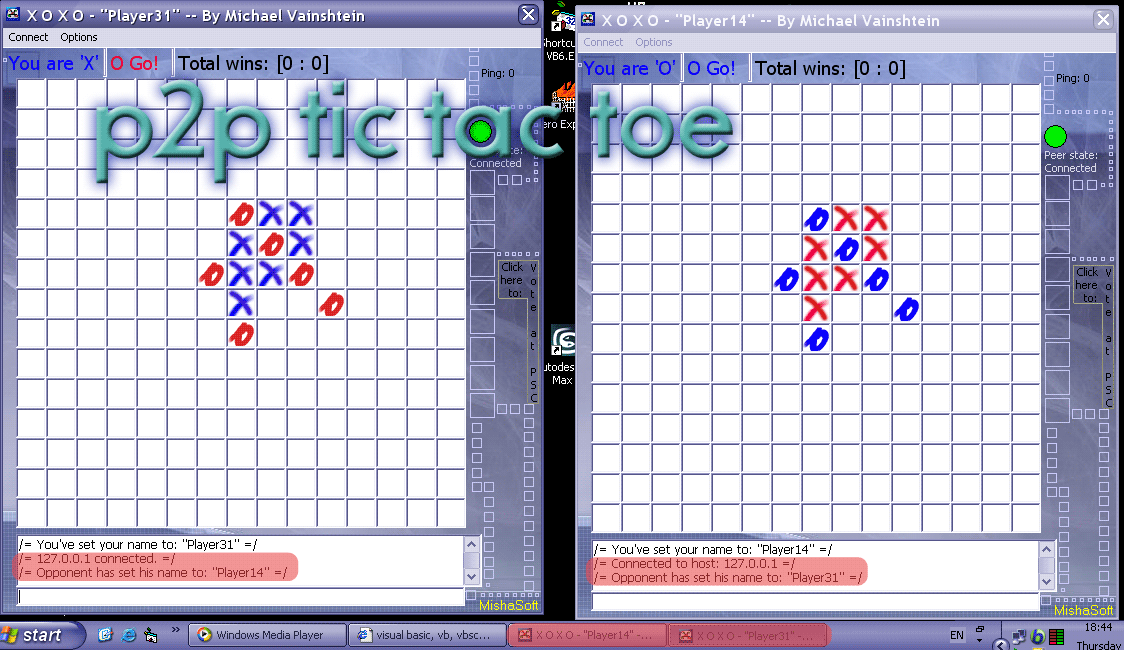 X O X O - "Player31" -- By Michael Vainshtein
Connect Options
You are 'X' O Go! Total wins: [0 : 0]
Ping: 0
Connected
Click here to:
Vote at PSC
/= You've set your name to: "Player31" =/
/= 127.0.0.1 connected. =/
/= Opponent has set his name to: "Player14" =/
MishaSoft
p2p tic tac toe
Shortcu
VB6.E
ero Exp
utodes
Max
X O X O - "Player14" -- By Michael Vainshtein
Connect Options
You are 'O' O Go! Total wins: [0 : 0]
Ping: 0
Peer state:
Connected
Click here to:
Vote at PSC
/= You've set your name to: "Player14" =/
/= Connected to host: 127.0.0.1 =/
/= Opponent has set his name to: "Player31" =/
MishaSoft
start
Windows Media Player
visual basic, vb, vbsc...
X O X O - "Player14" -...
X O X O - "Player31" -...
EN
18:44
Thursday